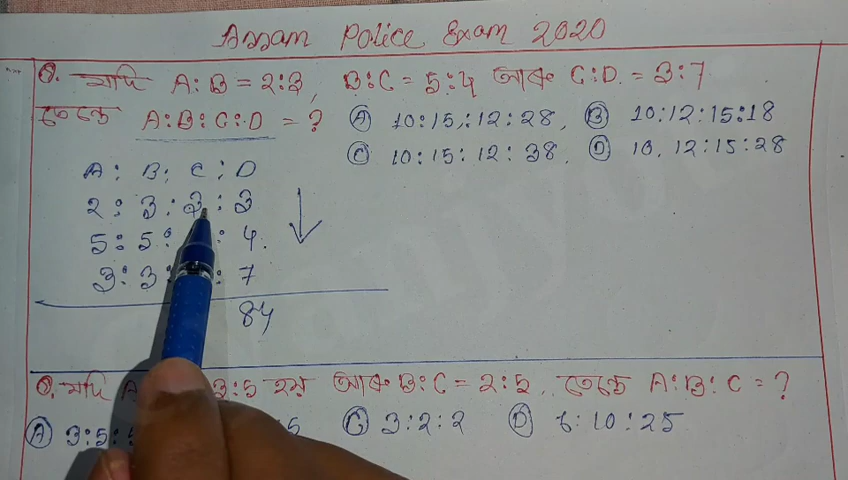 Assam Police Exam 2020
Q. যদি A:B = 2:3, B:C = 5:4 আৰু C:D. = 3:7
তেন্তে A:B:C:D = ? Ⓐ 10:15:12:28, Ⓑ 10:12:15:18
Ⓒ 10:15:12:38, Ⓓ 10.12:15:28
A: B: C: D
2: 3: 3: 3
5: 5: : 4.
3: 3: : 7
84
Q. যদি A 3:5 হয় আৰু B:C = 2:5, তেন্তে A:B:C = ?
Ⓐ 3:5: 5 Ⓒ 3:2:2 Ⓓ 6:10:25